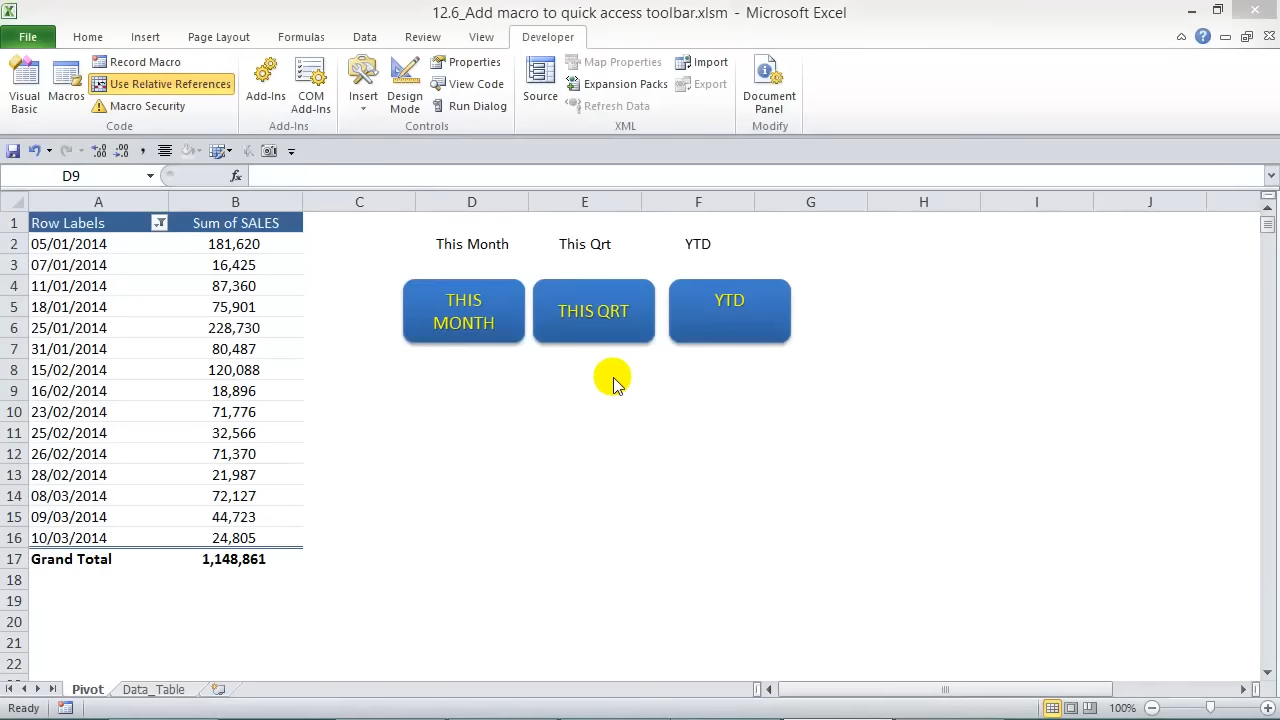 12.6_Add macro to quick access toolbar.xlsm - Microsoft Excel
File Home Insert Page Layout Formulas Data Review View Developer
Visual Basic
Macros
Record Macro
Use Relative References
Macro Security
Code
Add-Ins
COM Add-Ins
Add-Ins
Insert
Design Mode
Properties
View Code
Run Dialog
Controls
Source
Map Properties
Expansion Packs
Refresh Data
Import
Export
XML
Document Panel
Modify
D9 fx
A B C D E F G H I J
1 Row Labels Sum of SALES
2 05/01/2014 181,620 This Month This Qrt YTD
3 07/01/2014 16,425
4 11/01/2014 87,360
5 18/01/2014 75,901
6 25/01/2014 228,730
7 31/01/2014 80,487
8 15/02/2014 120,088
9 16/02/2014 18,896
10 23/02/2014 71,776
11 25/02/2014 32,566
12 26/02/2014 71,370
13 28/02/2014 21,987
14 08/03/2014 72,127
15 09/03/2014 44,723
16 10/03/2014 24,805
17 Grand Total 1,148,861
18
19
20
21
22
THIS
MONTH
THIS QRT
YTD
Pivot Data_Table
Ready 100%